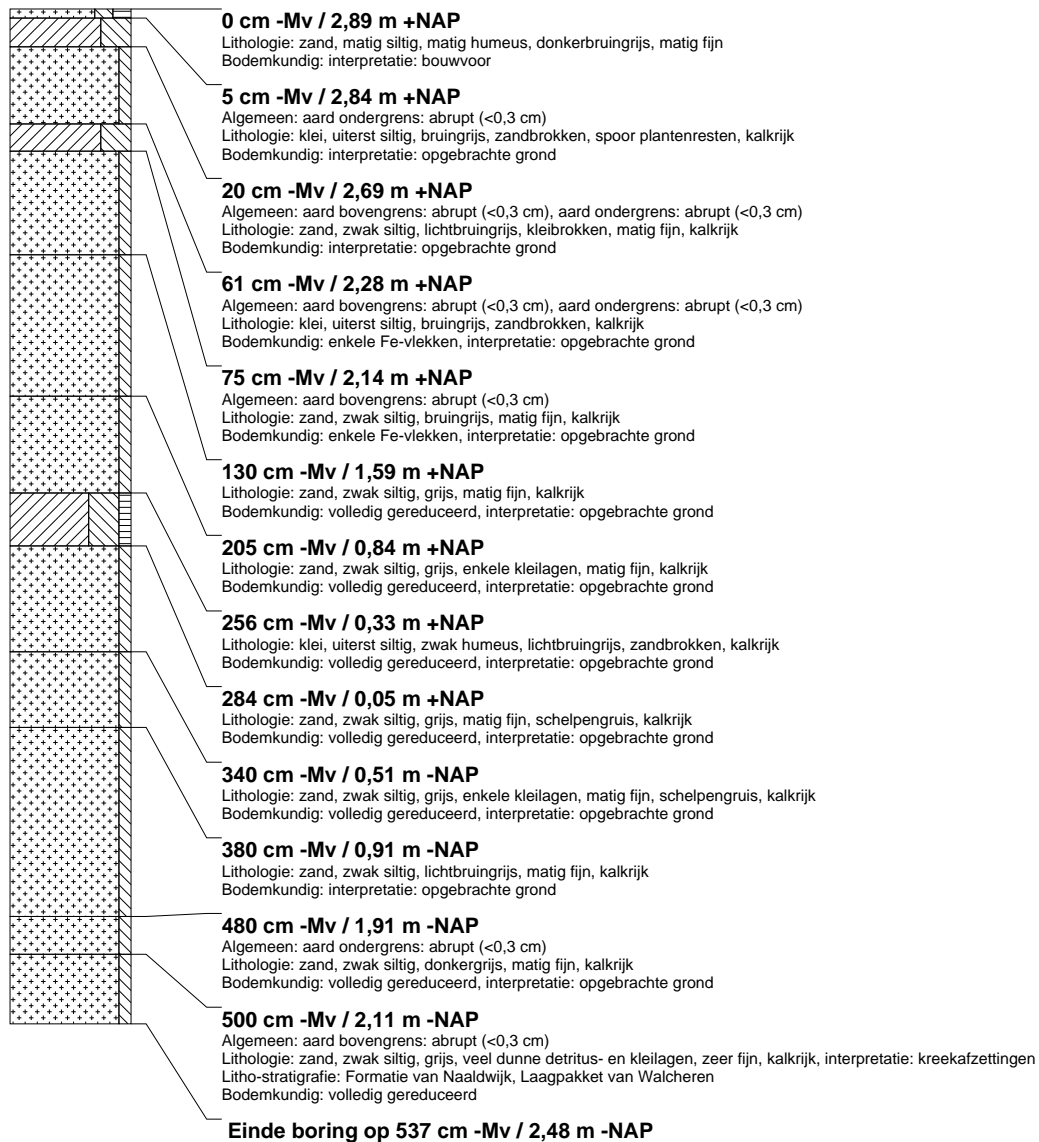 0 cm -Mv / 2,89 m +NAP
Lithologie: zand, matig siltig, matig humeus, donkerbruingrijs, matig fijn
Bodemkundig: interpretatie: bouwvoor
5 cm -Mv / 2,84 m +NAP
Algemeen: aard ondergrens: abrupt (<0,3 cm)
Lithologie: klei, uiterst siltig, bruingrijs, zandbrokken, spoor plantenresten, kalkrijk
Bodemkundig: interpretatie: opgebrachte grond
20 cm -Mv / 2,69 m +NAP
Algemeen: aard bovengrens: abrupt (<0,3 cm), aard ondergrens: abrupt (<0,3 cm)
Lithologie: zand, zwak siltig, lichtbruingrijs, kleibrokken, matig fijn, kalkrijk
Bodemkundig: interpretatie: opgebrachte grond
61 cm -Mv / 2,28 m +NAP
Algemeen: aard bovengrens: abrupt (<0,3 cm), aard ondergrens: abrupt (<0,3 cm)
Lithologie: klei, uiterst siltig, bruingrijs, zandbrokken, kalkrijk
Bodemkundig: enkele Fe-vlekken, interpretatie: opgebrachte grond
75 cm -Mv / 2,14 m +NAP
Algemeen: aard bovengrens: abrupt (<0,3 cm)
Lithologie: zand, zwak siltig, bruingrijs, matig fijn, kalkrijk
Bodemkundig: enkele Fe-vlekken, interpretatie: opgebrachte grond
130 cm -Mv / 1,59 m +NAP
Lithologie: zand, zwak siltig, grijs, matig fijn, kalkrijk
Bodemkundig: volledig gereduceerd, interpretatie: opgebrachte grond
205 cm -Mv / 0,84 m +NAP
Lithologie: zand, zwak siltig, grijs, enkele kleilagen, matig fijn, kalkrijk
Bodemkundig: volledig gereduceerd, interpretatie: opgebrachte grond
256 cm -Mv / 0,33 m +NAP
Lithologie: klei, uiterst siltig, zwak humeus, lichtbruingrijs, zandbrokken, kalkrijk
Bodemkundig: volledig gereduceerd, interpretatie: opgebrachte grond
284 cm -Mv / 0,05 m +NAP
Lithologie: zand, zwak siltig, grijs, matig fijn, schelpengruis, kalkrijk
Bodemkundig: volledig gereduceerd, interpretatie: opgebrachte grond
340 cm -Mv / 0,51 m -NAP
Lithologie: zand, zwak siltig, grijs, enkele kleilagen, matig fijn, schelpengruis, kalkrijk
Bodemkundig: volledig gereduceerd, interpretatie: opgebrachte grond
380 cm -Mv / 0,91 m -NAP
Lithologie: zand, zwak siltig, lichtbruingrijs, matig fijn, kalkrijk
Bodemkundig: interpretatie: opgebrachte grond
480 cm -Mv / 1,91 m -NAP
Algemeen: aard ondergrens: abrupt (<0,3 cm)
Lithologie: zand, zwak siltig, donkergrijs, matig fijn, kalkrijk
Bodemkundig: volledig gereduceerd, interpretatie: opgebrachte grond
500 cm -Mv / 2,11 m -NAP
Algemeen: aard bovengrens: abrupt (<0,3 cm)
Lithologie: zand, zwak siltig, grijs, veel dunne detritus- en kleilagen, zeer fijn, kalkrijk, interpretatie: kreekafzettingen
Litho-stratigrafie: Formatie van Naaldwijk, Laagpakket van Walcheren
Bodemkundig: volledig gereduceerd
Einde boring op 537 cm -Mv / 2,48 m -NAP